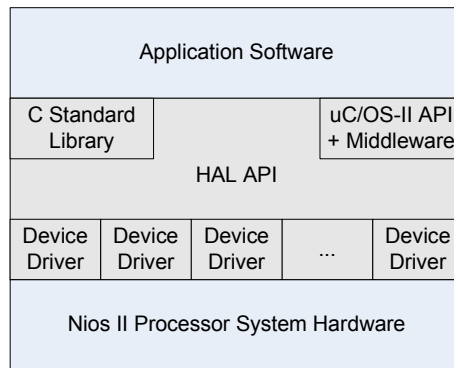 Application Software
C Standard
Library
uC/OS-II API
+ Middleware
HAL API
Device
Driver
Device
Driver
Device
Driver
...
Device
Driver
Nios II Processor System Hardware